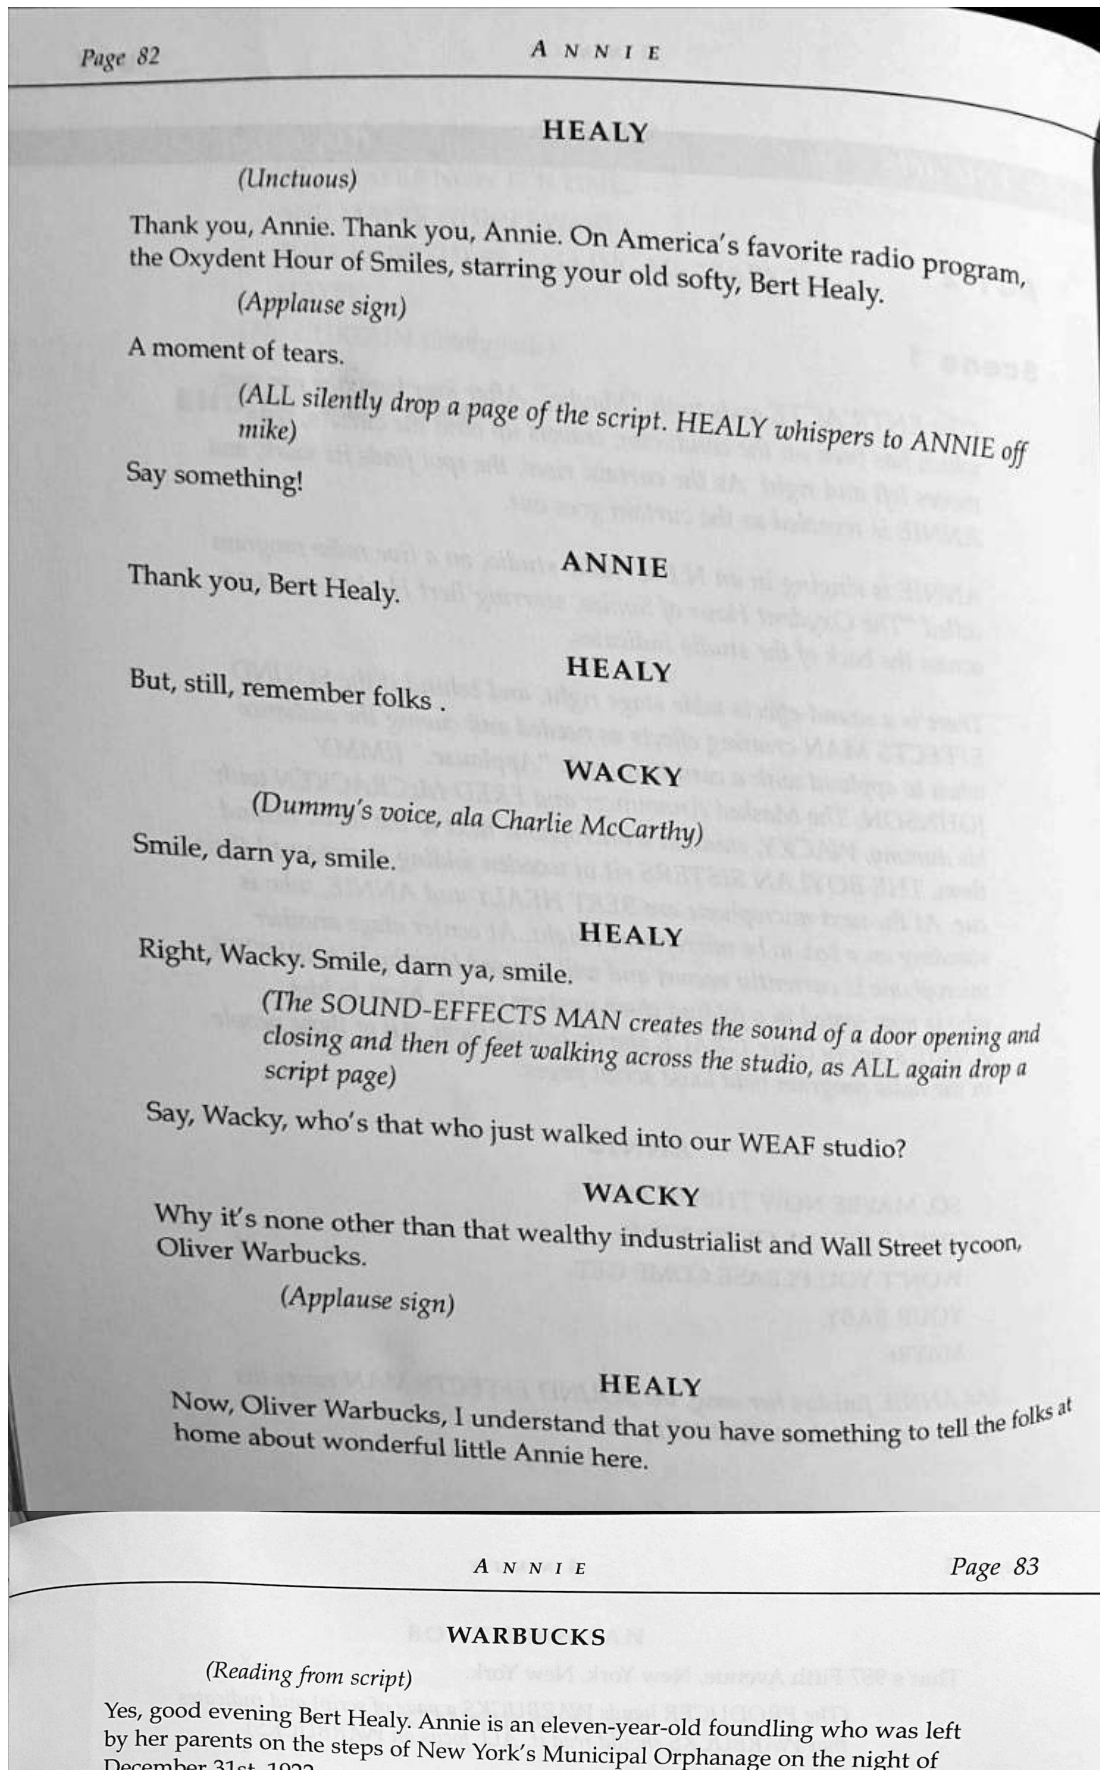 Page 82
ANNIE
HEALY
(Unctuous)
Thank you, Annie. Thank you, Annie. On America's favorite radio program,
the Oxydent Hour of Smiles, starring your old softy, Bert Healy.
(Applause sign)
A moment of tears.
(ALL silently drop a page of the script. HEALY whispers to ANNIE off
mike)
Say something!
ANNIE
Thank you, Bert Healy.
HEALY
But, still, remember folks .
WACKY
(Dummy's voice, ala Charlie McCarthy)
Smile, darn ya, smile.
HEALY
Right, Wacky. Smile, darn ya, smile.
(The SOUND-EFFECTS MAN creates the sound of a door opening and
closing and then of feet walking across the studio, as ALL again drop a
script page)
Say, Wacky, who's that who just walked into our WEAF studio?
WACKY
Why it's none other than that wealthy industrialist and Wall Street tycoon,
Oliver Warbucks.
(Applause sign)
HEALY
Now, Oliver Warbucks, I understand that you have something to tell the folks at
home about wonderful little Annie here.
ANNIE
Page 83
WARBUCKS
(Reading from script)
Yes, good evening Bert Healy. Annie is an eleven-year-old foundling who was left
by her parents on the steps of New York's Municipal Orphanage on the night of
December 31st,